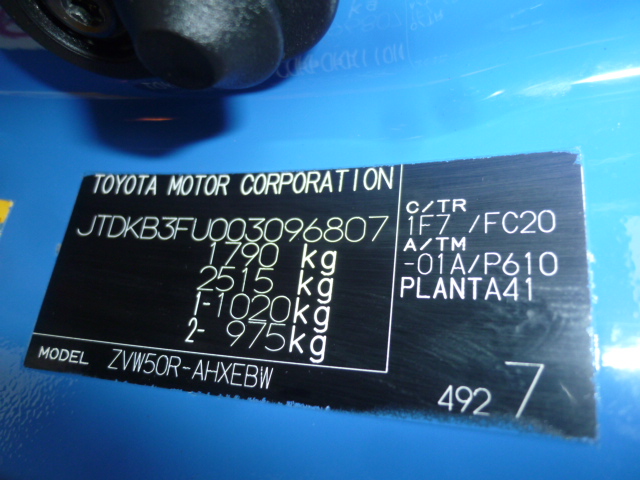 TOYOTA MOTOR CORPORATION
JTDKB3FU003096807
1790 kg
2515 kg
1-1020kg
2- 975kg
C/TR
1F7 /FC20
A/TM
-01A/P610
PLANTA41
MODEL ZVW50R-AHXEBW
492 7